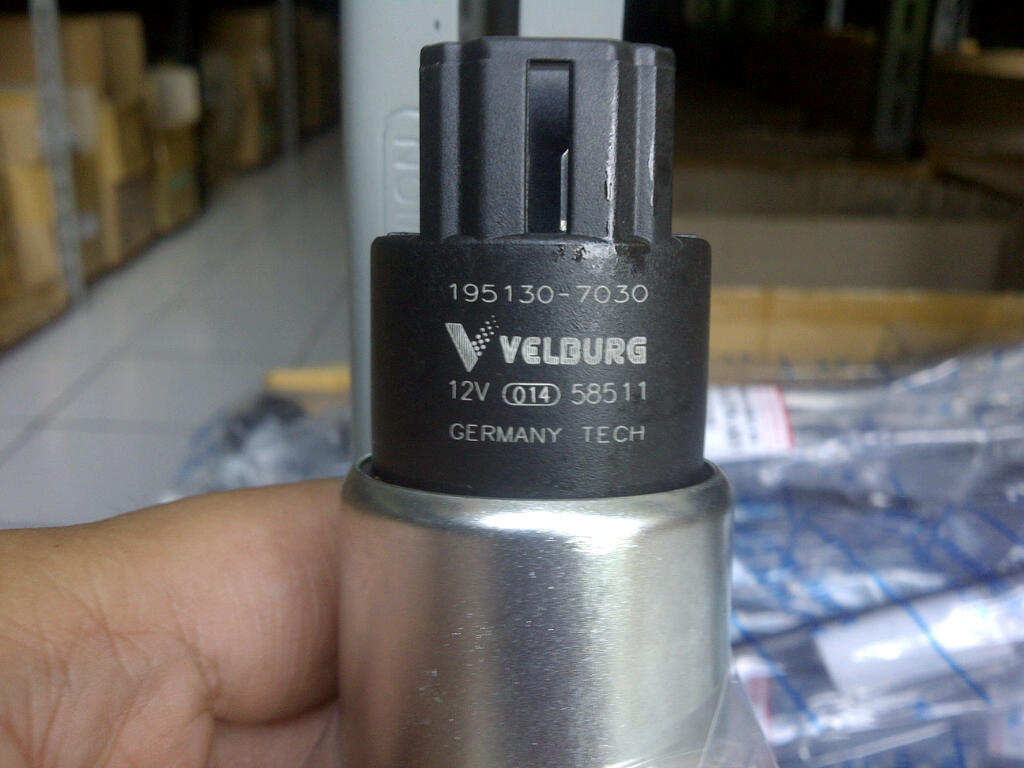 195130-7030
VELBURG
12V 014 58511
GERMANY TECH